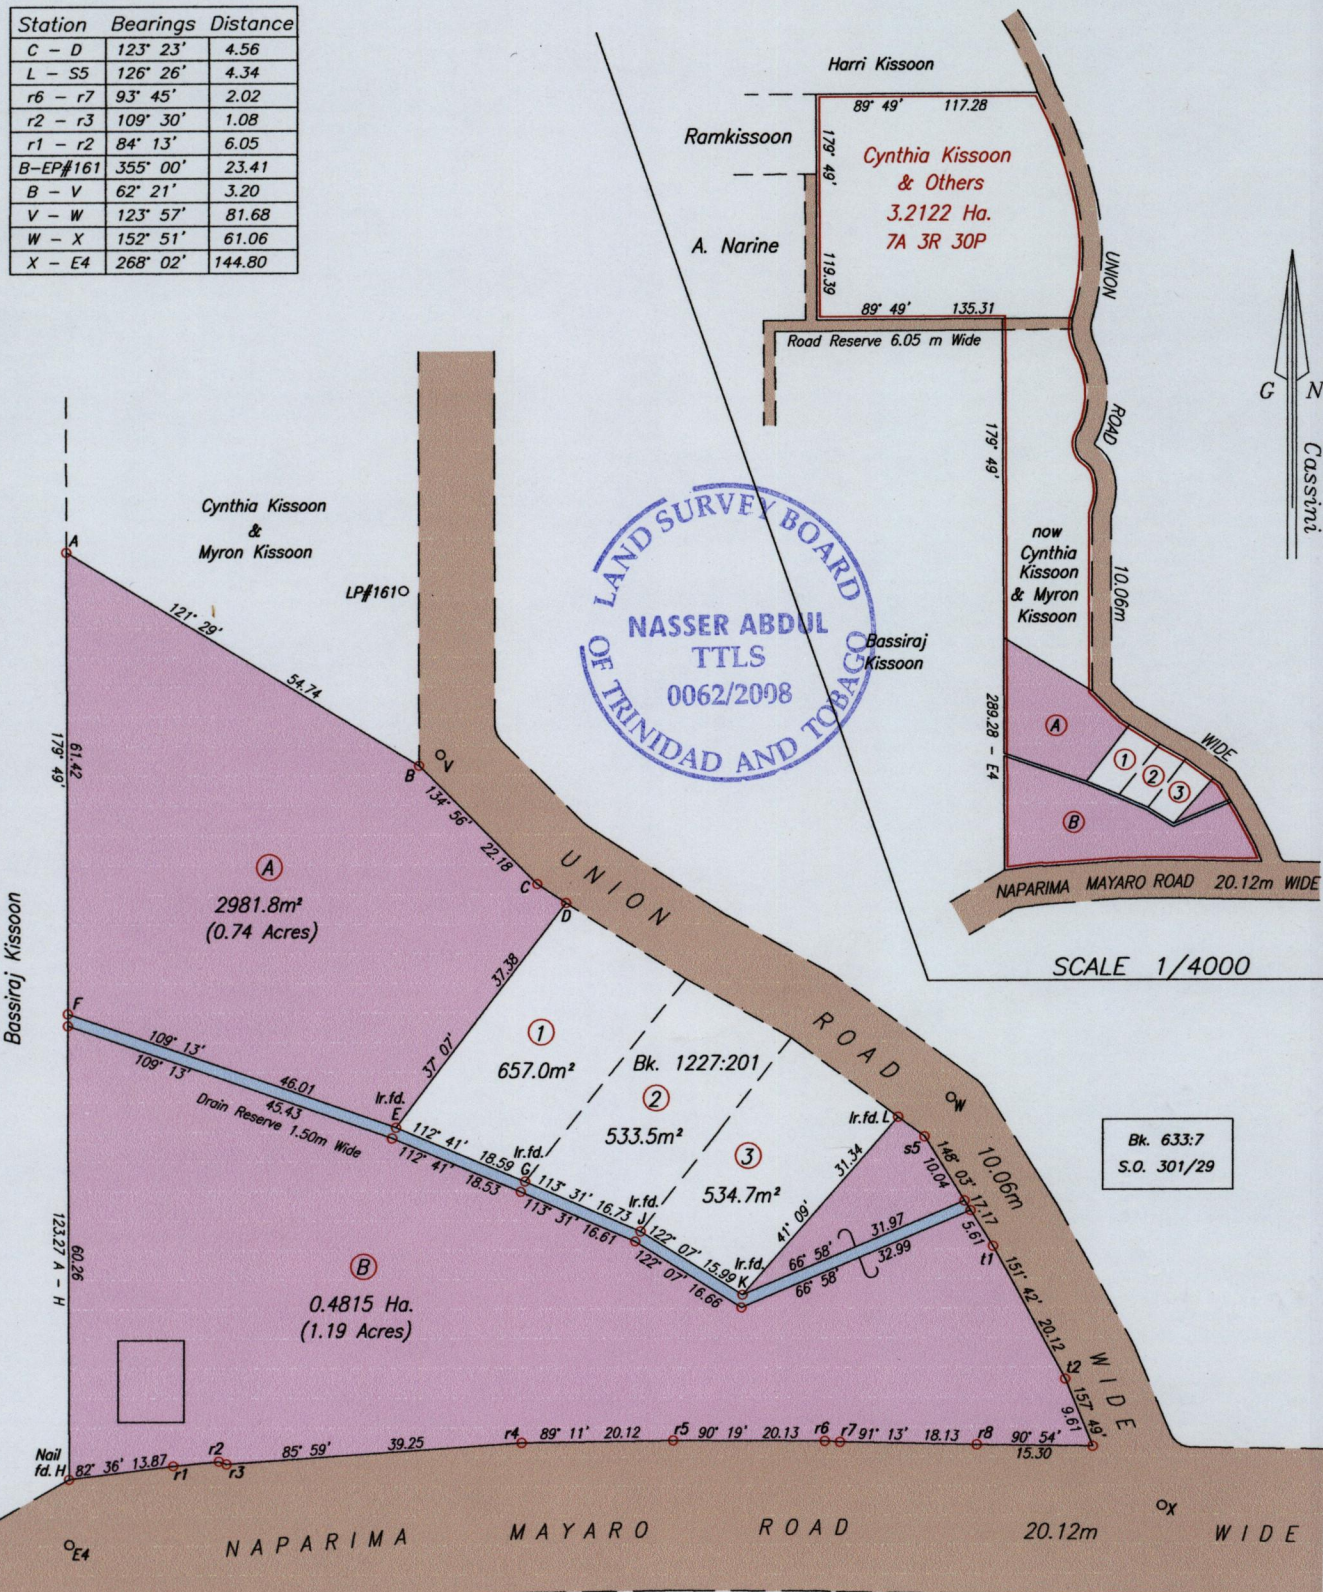 Station Bearings Distance
C - D 123° 23' 4.56
L - S5 126° 26' 4.34
r6 - r7 93° 45' 2.02
r2 - r3 109° 30' 1.08
r1 - r2 84° 13' 6.05
B-EP#161 355° 00' 23.41
B - V 62° 21' 3.20
V - W 123° 57' 81.68
W - X 152° 51' 61.06
X - E4 268° 02' 144.80
Harri Kissoon
89° 49' 117.28
Ramkissoon
179° 49'
Cynthia Kissoon
& Others
3.2122 Ha.
7A 3R 30P
A. Narine
119.39
89° 49' 135.31
Road Reserve 6.05 m Wide
UNION
ROAD
10.06m
WIDE
G N
Cassini
179° 49'
now
Cynthia
Kissoon
& Myron
Kissoon
Bassiraj
Kissoon
289.28 - E4
A
1
2
3
B
NAPARIMA MAYARO ROAD 20.12m WIDE
SCALE 1/4000
LAND SURVEY BOARD
NASSER ABDUL
TTLS
0062/2008
OF TRINIDAD AND TOBAGO
Cynthia Kissoon
&
Myron Kissoon
LP#161
A
121° 29'
54.74
61.42
179° 49'
B
V
134° 56'
22.18
C
D
UNION
ROAD
10.06m
WIDE
A
2981.8m²
(0.74 Acres)
Bassiraj Kissoon
37.38
37° 07'
F
109° 13'
46.01
109° 13'
45.43
Drain Reserve 1.50m Wide
Ir.fd.
E
1
657.0m²
Bk. 1227:201
2
533.5m²
3
534.7m²
112° 41' 18.59
112° 41' 18.53
Ir.fd.
G
113° 31' 16.73
113° 31' 16.61
Ir.fd.
J
122° 07' 15.99
122° 07' 16.66
Ir.fd.
K
41° 09'
31.34
Ir.fd. L
W
s5
148° 03'
10.04
17.17
5.61
t1
66° 58' 31.97
66° 58' 32.99
151° 42' 20.12
t2
157° 49'
9.61
Bk. 633:7
S.O. 301/29
123.27 A - H
60.26
B
0.4815 Ha.
(1.19 Acres)
Nail
fd. H
82° 36' 13.87
r1
r2
r3
85° 59' 39.25
r4
89° 11' 20.12
r5
90° 19' 20.13
r6
r7
91° 13' 18.13
r8
90° 54'
15.30
E4
X
NAPARIMA MAYARO ROAD 20.12m WIDE